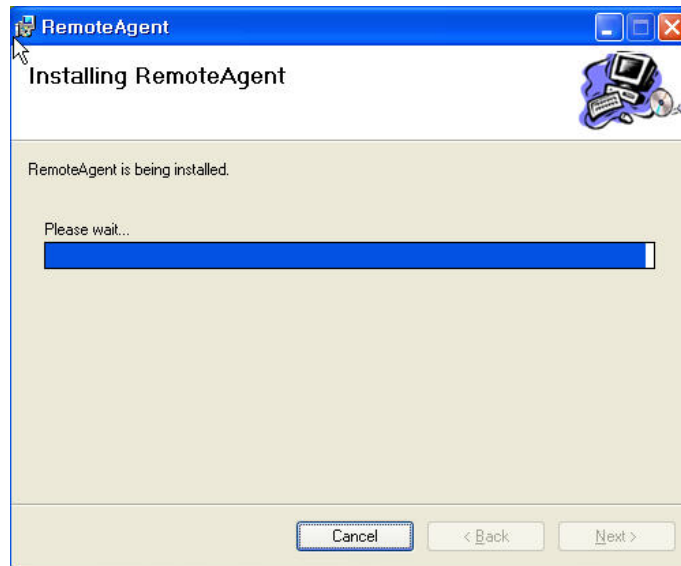 RemoteAgent
Installing RemoteAgent
RemoteAgent is being installed.
Please wait...
Cancel
< Back
Next >